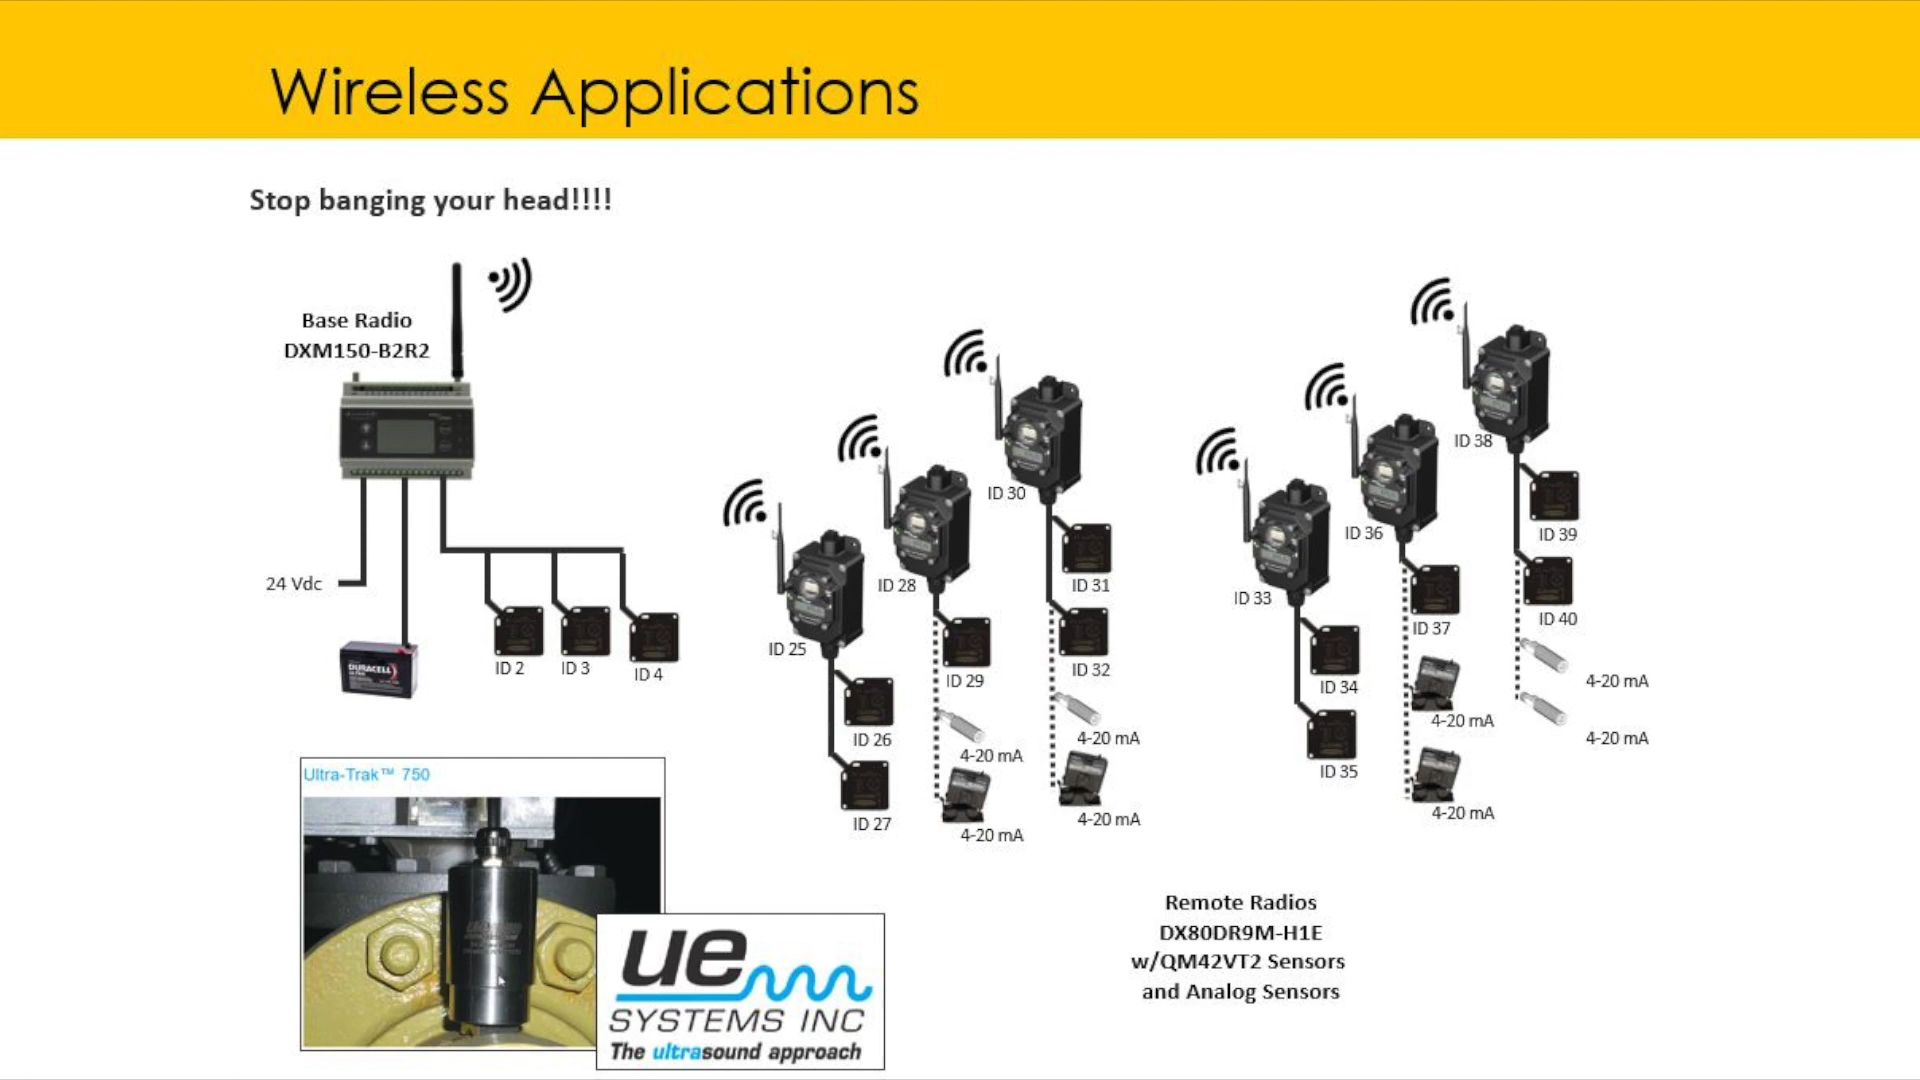 Wireless Applications
Stop banging your head!!!!
Base Radio
DXM150-B2R2
24 Vdc
DURACELL
ULTRA
ID 2
ID 3
ID 4
ID 25
ID 26
ID 27
ID 28
ID 29
4-20 mA
4-20 mA
ID 30
ID 31
ID 32
4-20 mA
4-20 mA
ID 33
ID 34
ID 35
ID 36
ID 37
4-20 mA
4-20 mA
ID 38
ID 39
ID 40
4-20 mA
4-20 mA
Ultra-Trak™ 750
ue
SYSTEMS INC
The ultrasound approach
Remote Radios
DX80DR9M-H1E
w/QM42VT2 Sensors
and Analog Sensors